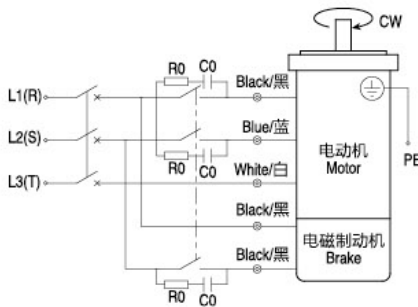 CW
R0 C0
Black/黑
L1(R)
Blue/蓝
L2(S)
R0 C0
电动机
Motor
PE
White/白
L3(T)
Black/黑
电磁制动机
Brake
Black/黑
R0 C0